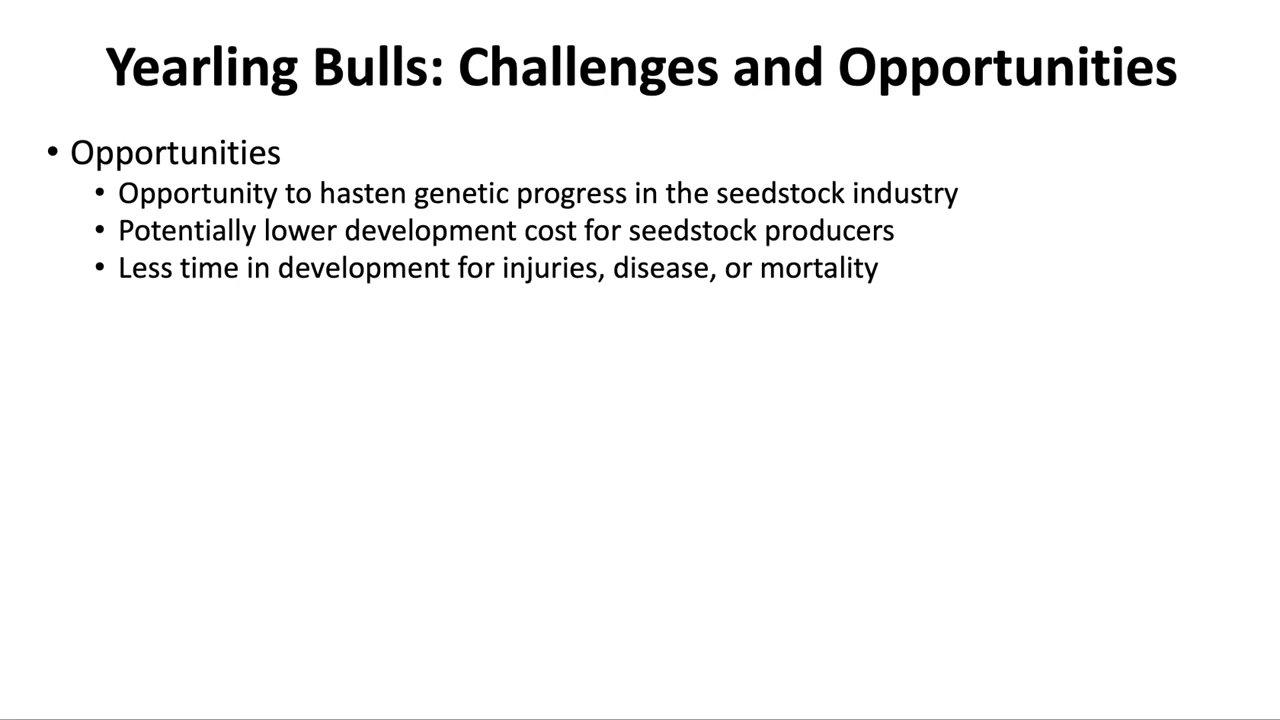 Yearling Bulls: Challenges and Opportunities
• Opportunities
• Opportunity to hasten genetic progress in the seedstock industry
• Potentially lower development cost for seedstock producers
• Less time in development for injuries, disease, or mortality